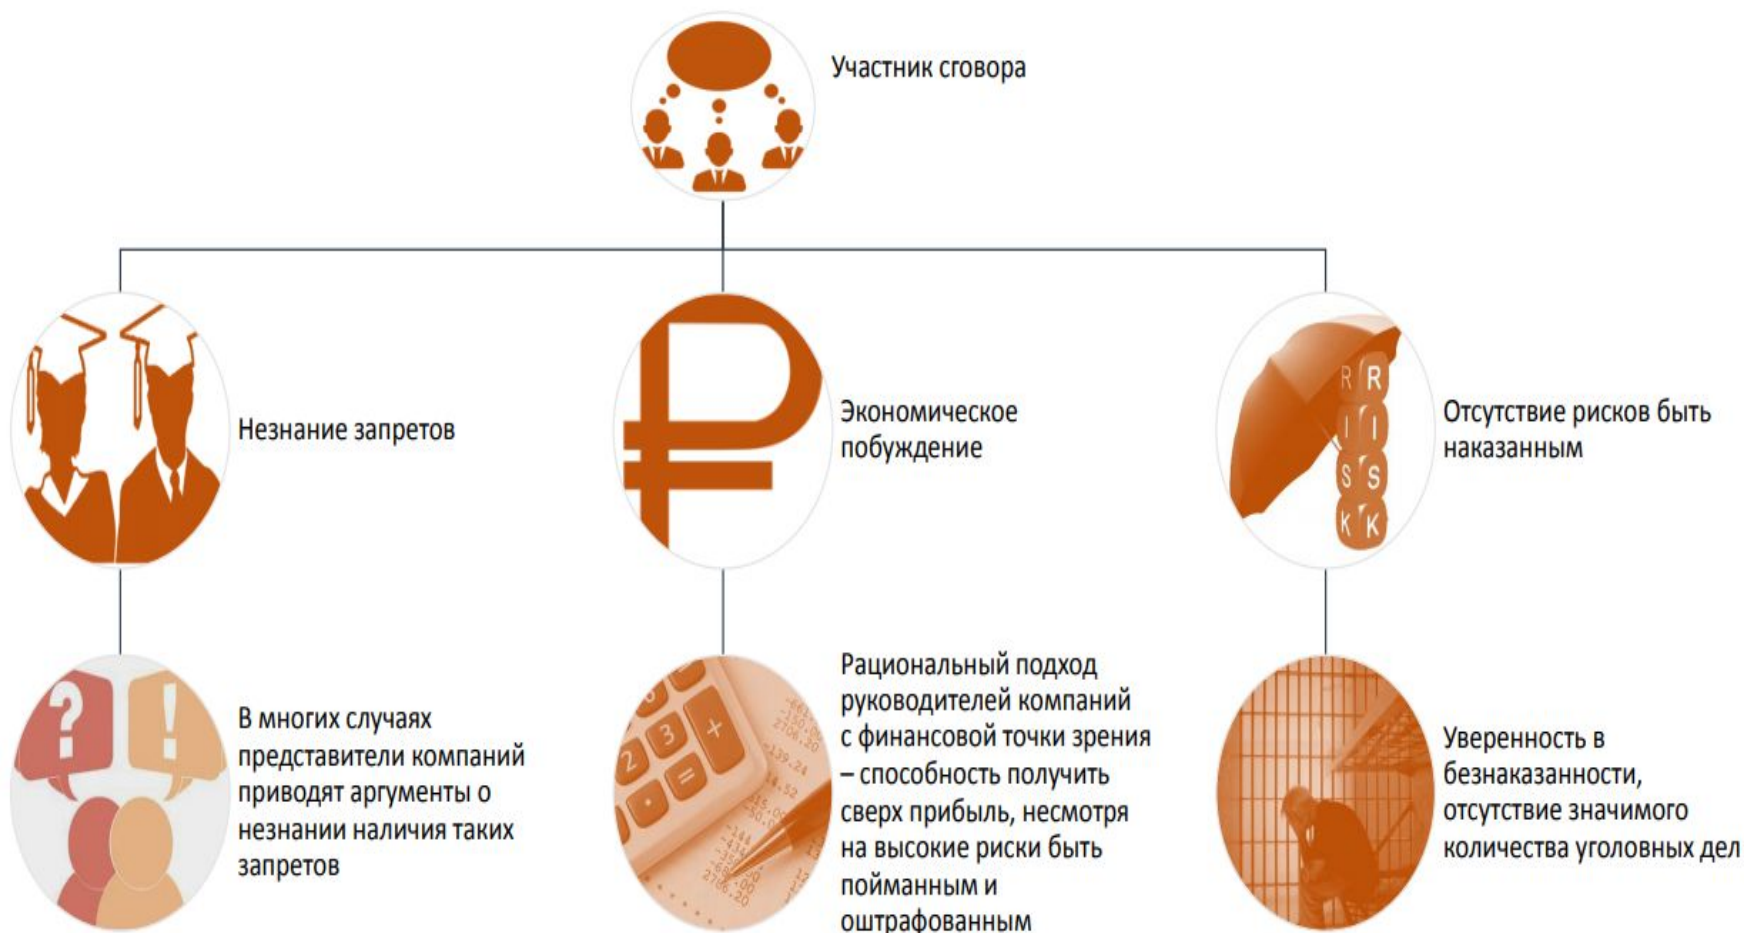 Участник сговора
Незнание запретов
Экономическое
побуждение
R R
I I
S S
K K
Отсутствие рисков быть
наказанным
? !
В многих случаях
представители компаний
приводят аргументы о
незнании наличия таких
запретов
2 3 + =
Рациональный подход
руководителей компаний
с финансовой точки зрения
– способность получить
сверх прибыль, несмотря
на высокие риски быть
пойманным и
оштрафованным
Уверенность в
безнаказанности,
отсутствие значимого
количества уголовных дел